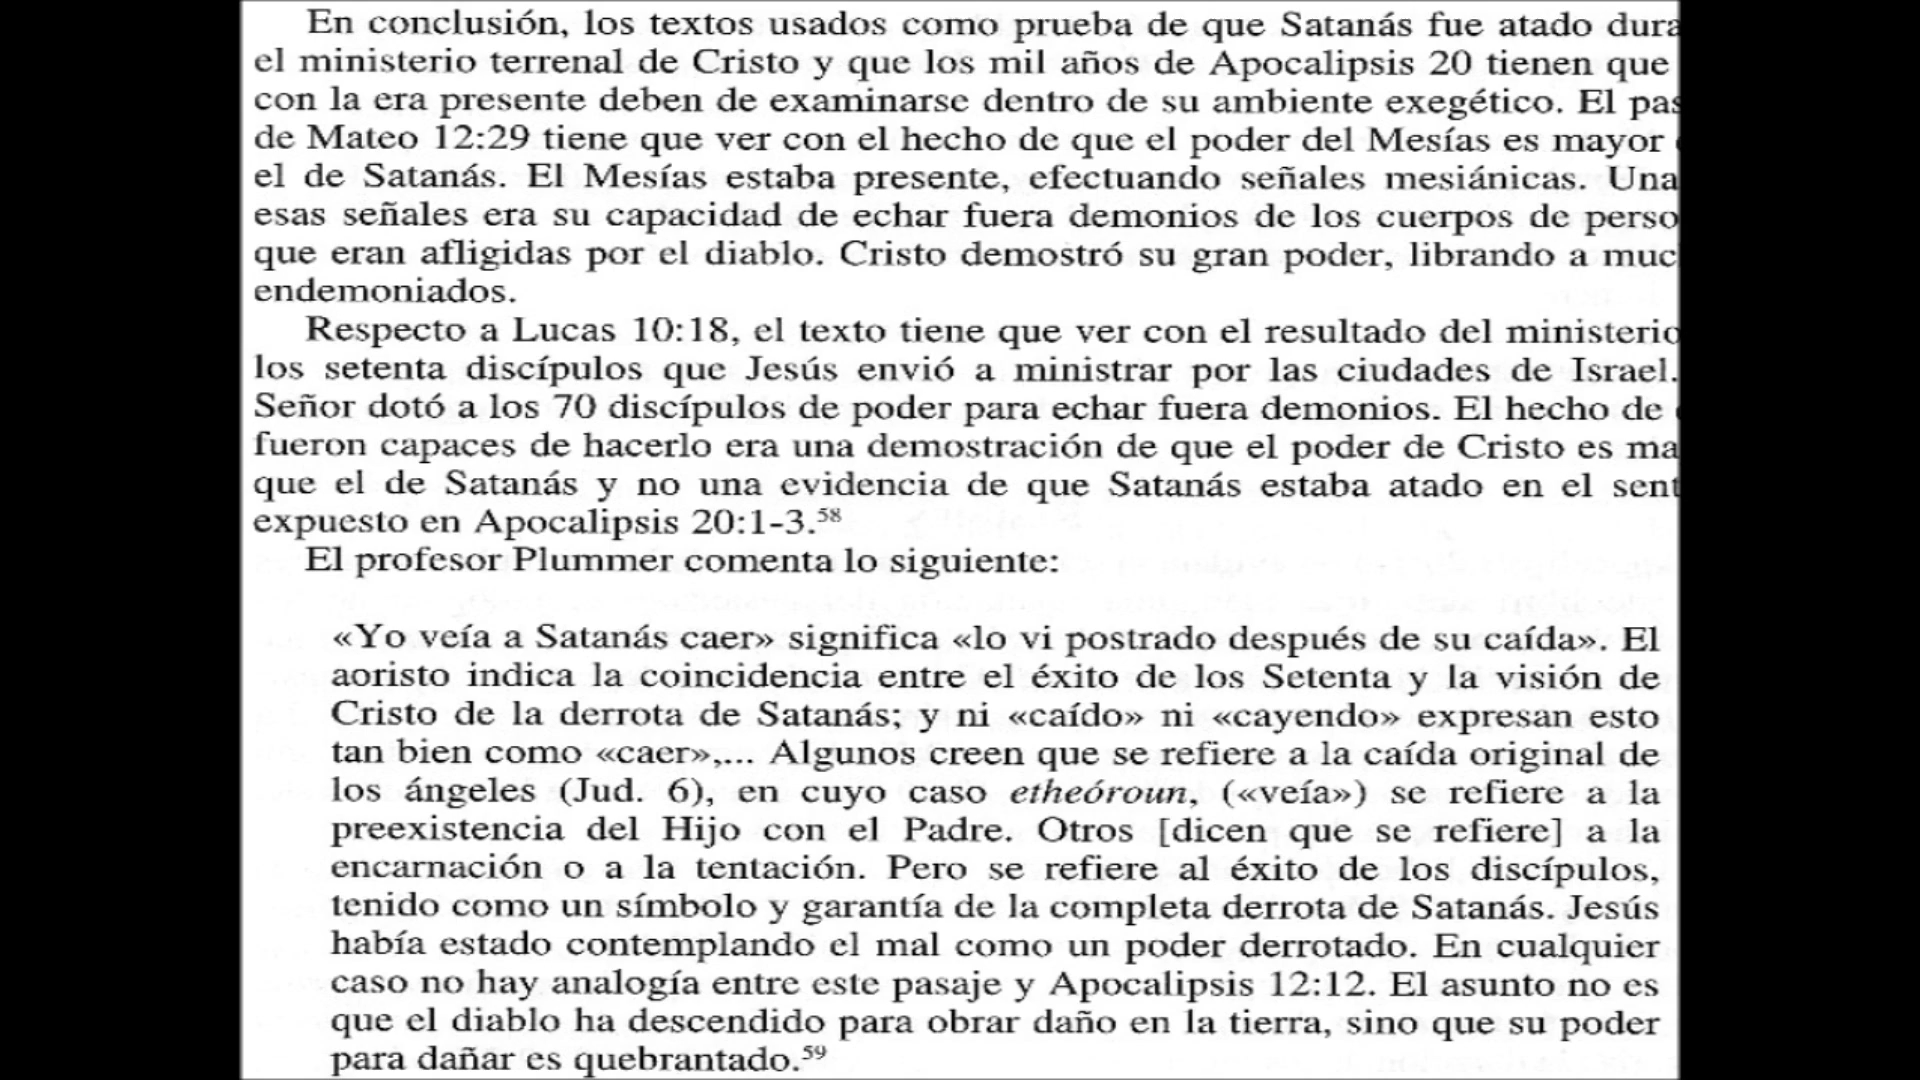 En conclusión, los textos usados como prueba de que Satanás fue atado dura
el ministerio terrenal de Cristo y que los mil años de Apocalipsis 20 tienen que
con la era presente deben de examinarse dentro de su ambiente exegético. El pas
de Mateo 12:29 tiene que ver con el hecho de que el poder del Mesías es mayor
el de Satanás. El Mesías estaba presente, efectuando señales mesiánicas. Una
esas señales era su capacidad de echar fuera demonios de los cuerpos de perso
que eran afligidas por el diablo. Cristo demostró su gran poder, librando a muc
endemoniados.
Respecto a Lucas 10:18, el texto tiene que ver con el resultado del ministerio
los setenta discípulos que Jesús envió a ministrar por las ciudades de Israel.
Señor dotó a los 70 discípulos de poder para echar fuera demonios. El hecho de
fueron capaces de hacerlo era una demostración de que el poder de Cristo es ma
que el de Satanás y no una evidencia de que Satanás estaba atado en el sent
expuesto en Apocalipsis 20:1-3.⁵⁸
El profesor Plummer comenta lo siguiente:
«Yo veía a Satanás caer» significa «lo vi postrado después de su caída». El
aoristo indica la coincidencia entre el éxito de los Setenta y la visión de
Cristo de la derrota de Satanás; y ni «caído» ni «cayendo» expresan esto
tan bien como «caer»,... Algunos creen que se refiere a la caída original de
los ángeles (Jud. 6), en cuyo caso etheóroun, («veía») se refiere a la
preexistencia del Hijo con el Padre. Otros [dicen que se refiere] a la
encarnación o a la tentación. Pero se refiere al éxito de los discípulos,
tenido como un símbolo y garantía de la completa derrota de Satanás. Jesús
había estado contemplando el mal como un poder derrotado. En cualquier
caso no hay analogía entre este pasaje y Apocalipsis 12:12. El asunto no es
que el diablo ha descendido para obrar daño en la tierra, sino que su poder
para dañar es quebrantado.⁵⁹